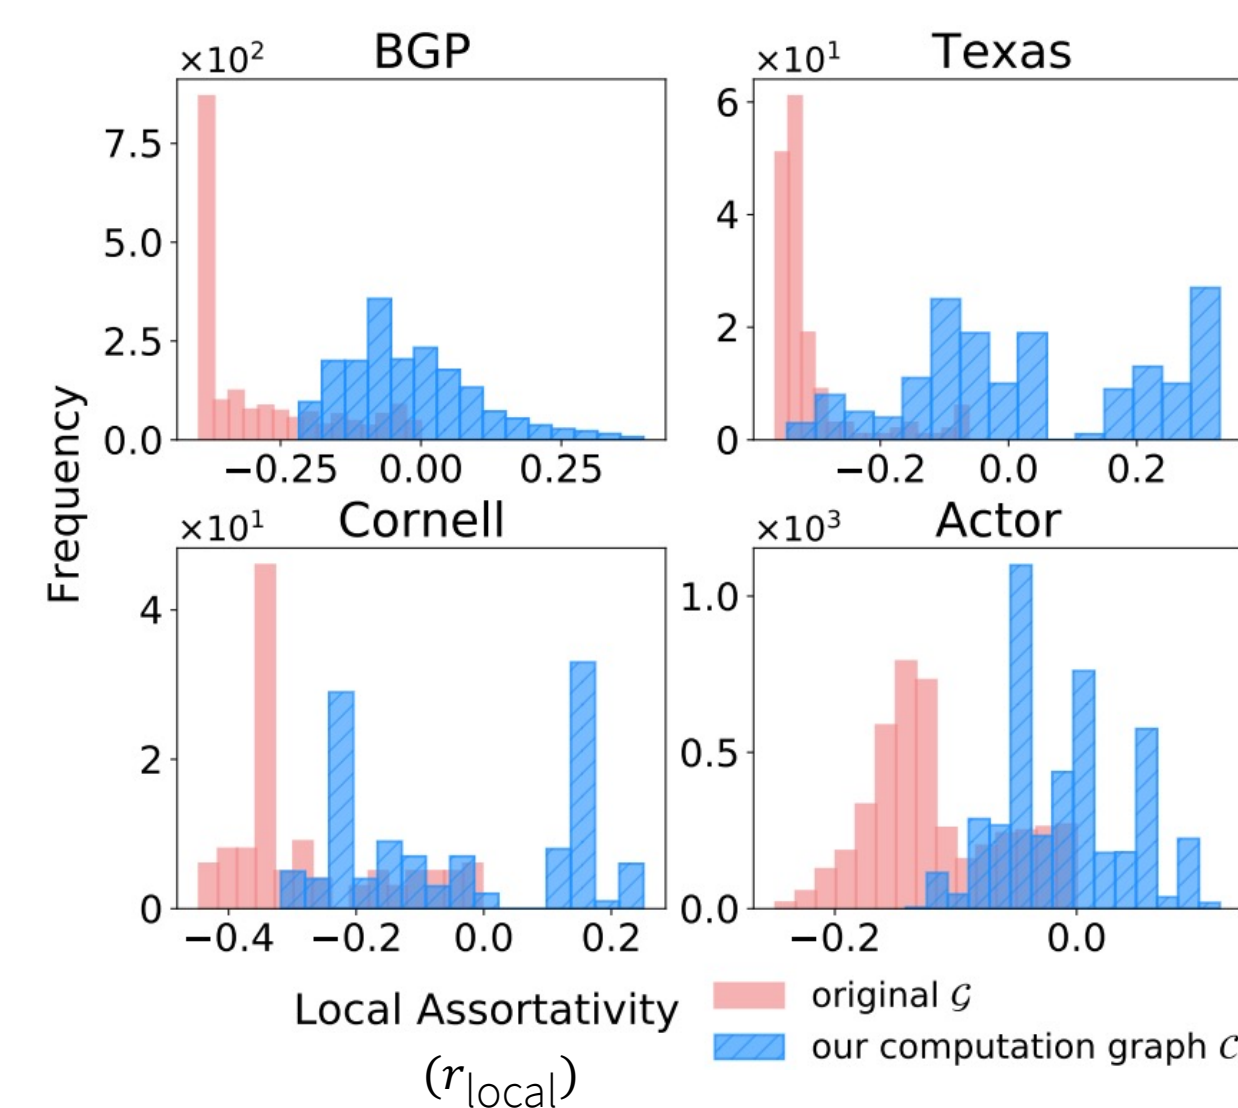 BGP
×10²
7.5
5.0
2.5
0.0
−0.25 0.00 0.25
Texas
×10¹
6
4
2
0
−0.2 0.0 0.2
Cornell
×10¹
4
2
0
−0.4 −0.2 0.0 0.2
Actor
×10³
1.0
0.5
0.0
−0.2 0.0
Frequency
Local Assortativity
(r_local)
original 𝒢
our computation graph 𝒞